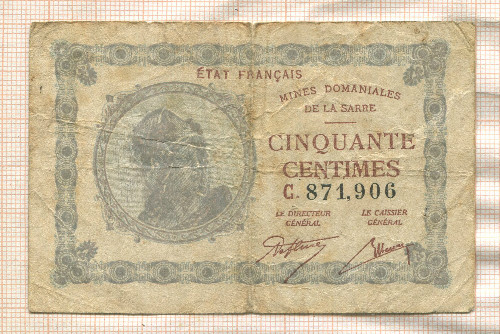 ÉTAT FRANÇAIS
MINES DOMANIALES
DE LA SARRE
CINQUANTE
CENTIMES
C. 871,906
LE DIRECTEUR
GÉNÉRAL
LE CAISSIER
GÉNÉRAL